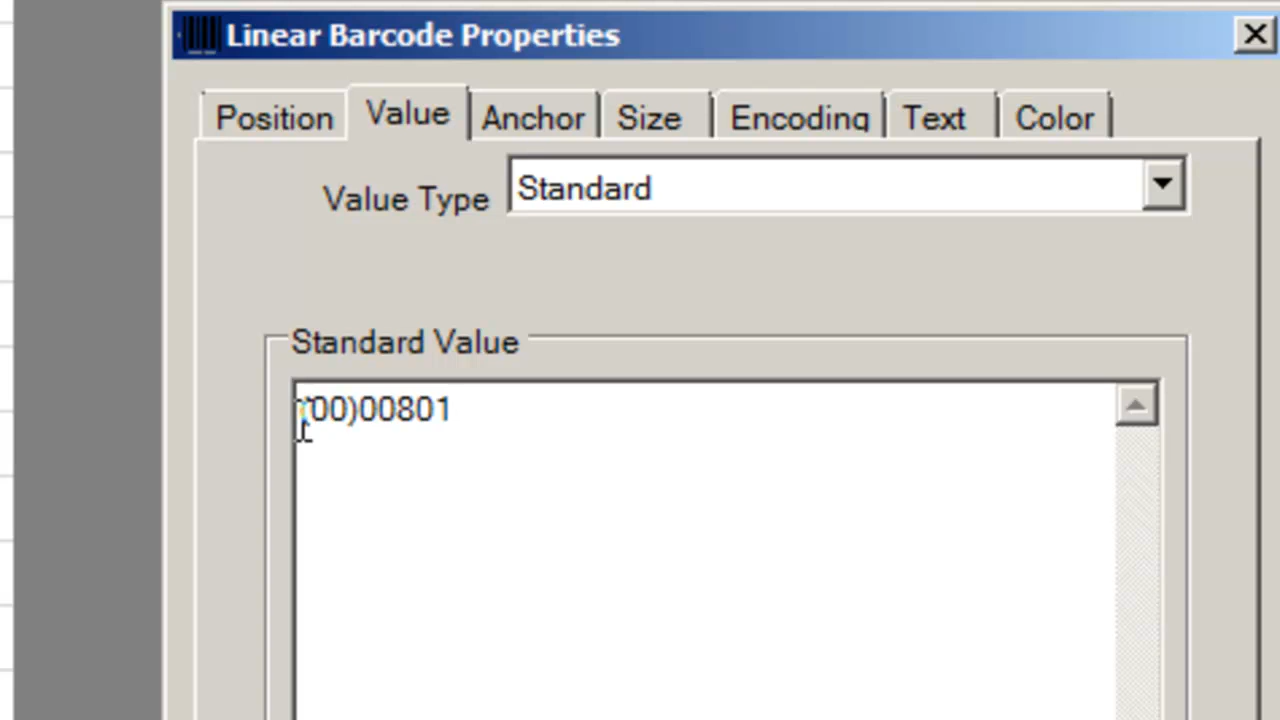 Linear Barcode Properties
Position Value Anchor Size Encoding Text Color
Value Type Standard
Standard Value
(00)00801